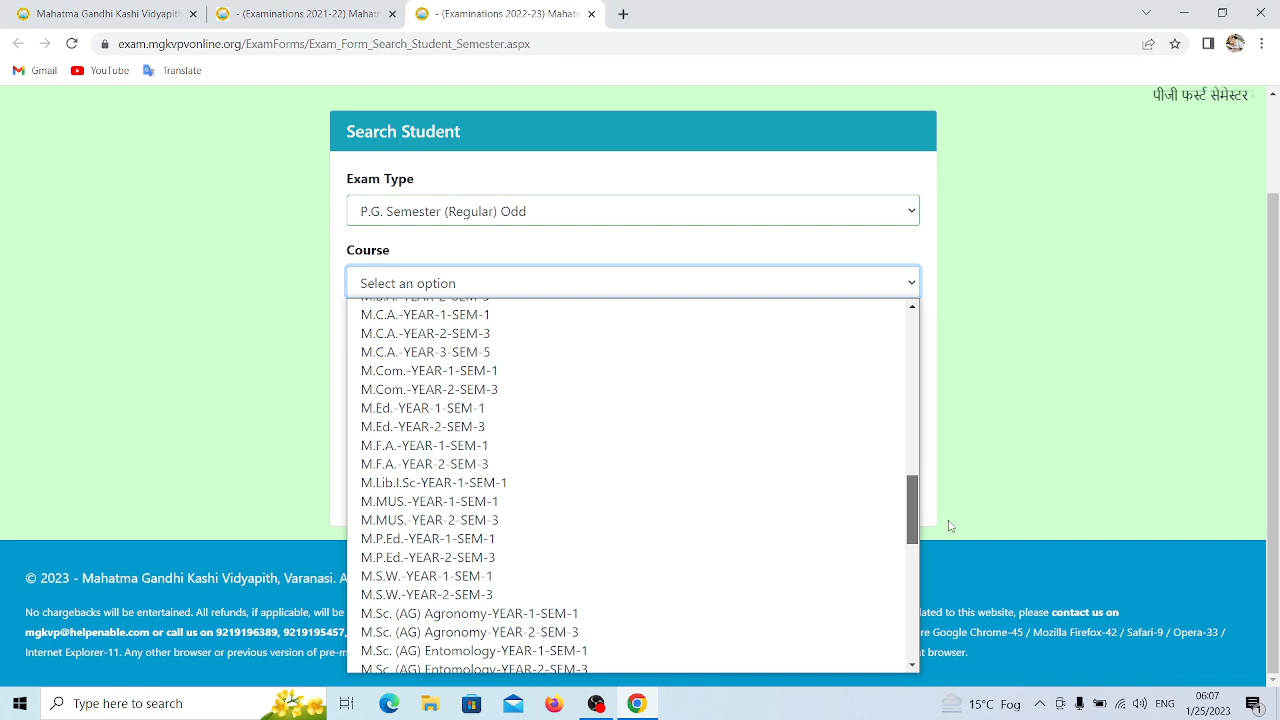 Mahatma Gandhi Kashi Vidyapith
- (Examinations 2021-22) Mahatm
- (Examinations 2022-23) Mahatm
exam.mgkpvonline.org/ExamForms/Exam_Form_Search_Student_Semester.aspx
Gmail
YouTube
Translate
पीजी फर्स्ट सेमेस्टर
Search Student
Exam Type
P.G. Semester (Regular) Odd
Course
Select an option
M.C.A.-YEAR-1-SEM-1
M.C.A.-YEAR-2-SEM-3
M.C.A.-YEAR-3-SEM-5
M.Com.-YEAR-1-SEM-1
M.Com.-YEAR-2-SEM-3
M.Ed.-YEAR-1-SEM-1
M.Ed.-YEAR-2-SEM-3
M.F.A.-YEAR-1-SEM-1
M.F.A.-YEAR-2-SEM-3
M.Lib.I.Sc-YEAR-1-SEM-1
M.MUS.-YEAR-1-SEM-1
M.MUS.-YEAR-2-SEM-3
M.P.Ed.-YEAR-1-SEM-1
M.P.Ed.-YEAR-2-SEM-3
M.S.W.-YEAR-1-SEM-1
M.S.W.-YEAR-2-SEM-3
M.Sc. (AG) Agronomy-YEAR-1-SEM-1
M.Sc. (AG) Agronomy-YEAR-2-SEM-3
M.Sc. (AG) Entomology-YEAR-1-SEM-1
M.Sc. (AG) Entomology-YEAR-2-SEM-3
© 2023 - Mahatma Gandhi Kashi Vidyapith, Varanasi. A
No chargebacks will be entertained. All refunds, if applicable, will be
lated to this website, please contact us on
mgkvp@helpenable.com or call us on 9219196389, 9219195457,
re Google Chrome-45 / Mozilla Firefox-42 / Safari-9 / Opera-33 /
Internet Explorer-11. Any other browser or previous version of pre-m
t browser.
Type here to search
15°C Fog
ENG
06:07
1/25/2023
1